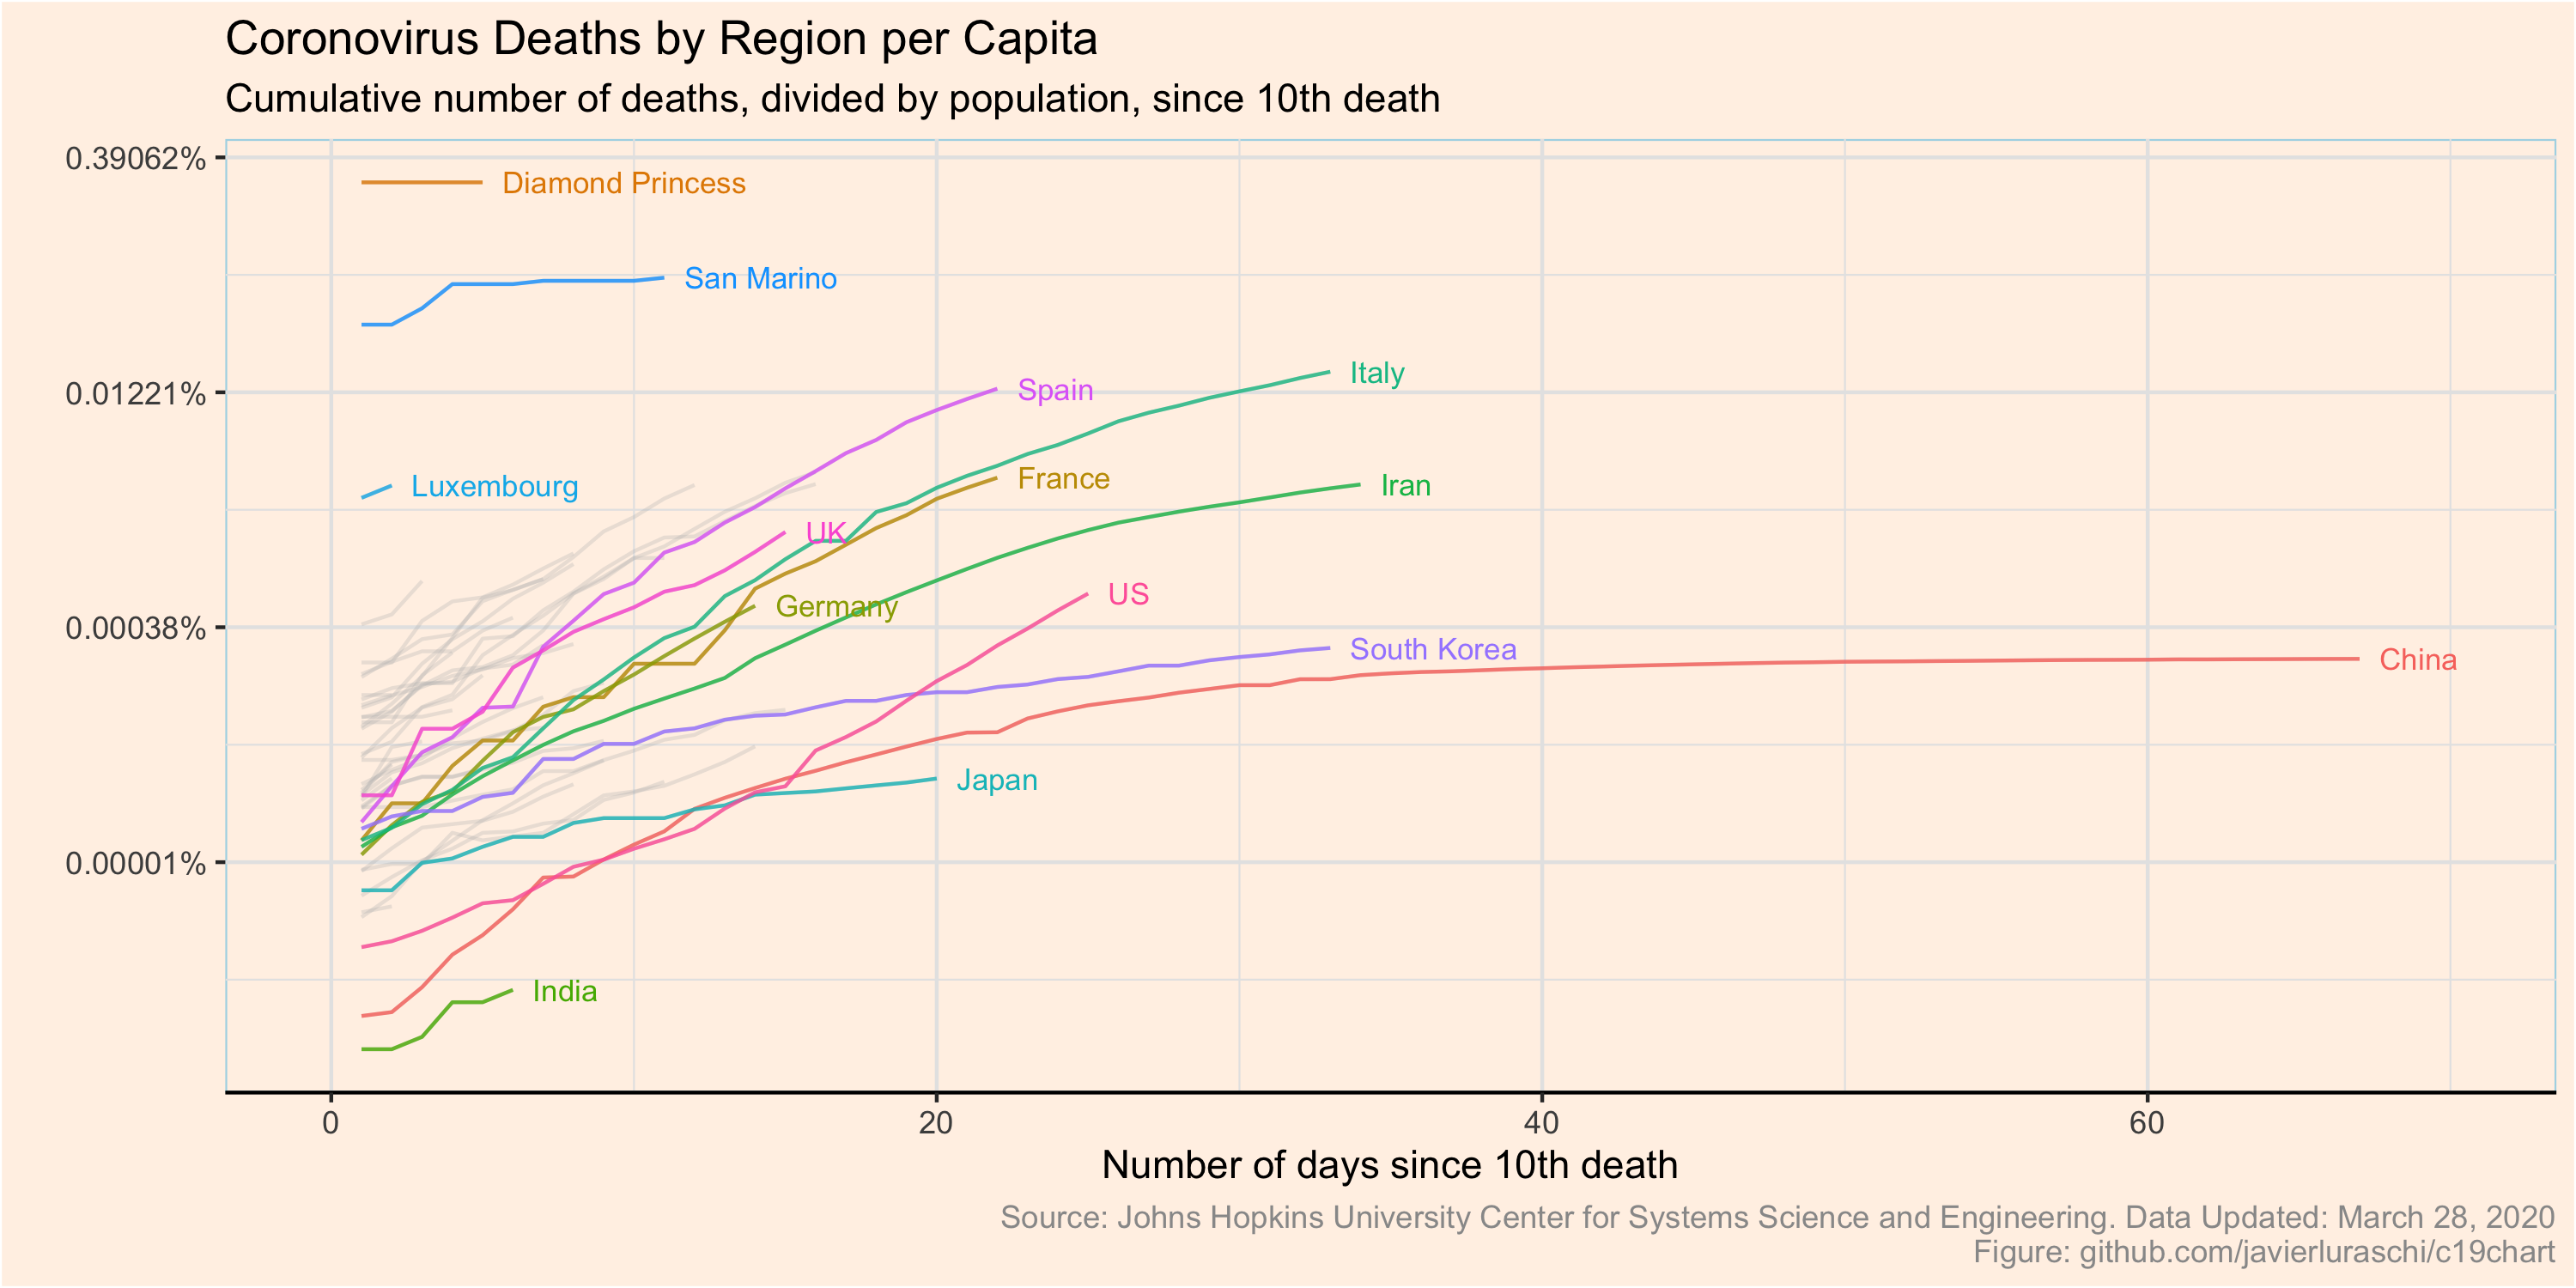 Coronovirus Deaths by Region per Capita
Cumulative number of deaths, divided by population, since 10th death
0.39062%
Diamond Princess
San Marino
Italy
0.01221%
Spain
France
Iran
Luxembourg
UK
US
Germany
0.00038%
South Korea
China
Japan
0.00001%
India
0 20 40 60
Number of days since 10th death
Source: Johns Hopkins University Center for Systems Science and Engineering. Data Updated: March 28, 2020
Figure: github.com/javierluraschi/c19chart